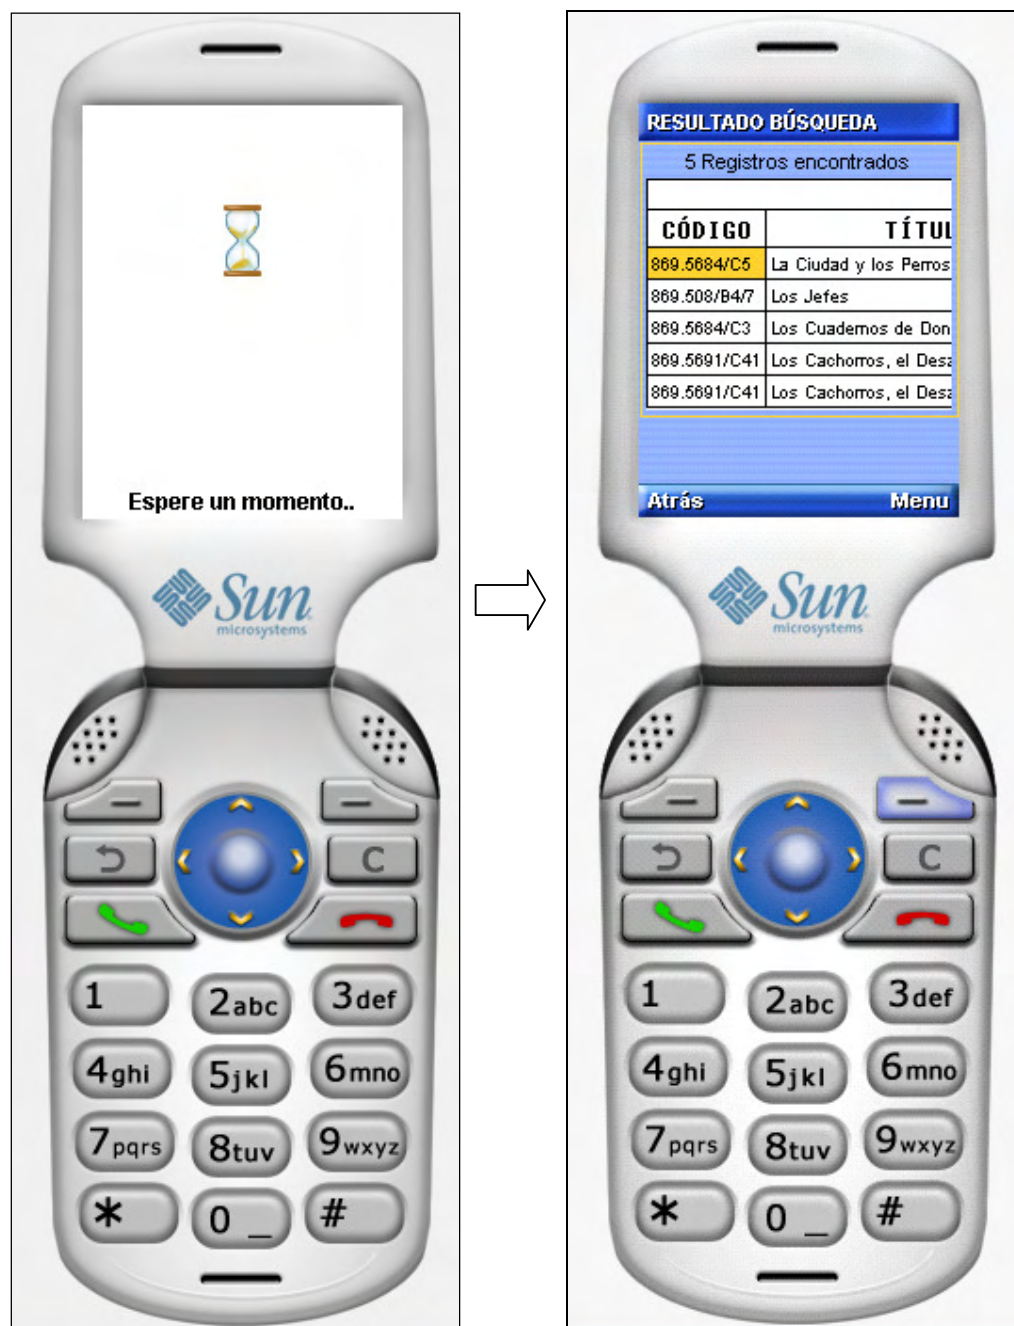 Espere un momento..
Sun
microsystems
C
1
2abc
3def
4ghi
5jkl
6mno
7pqrs
8tuv
9wxyz
*
0 _
#
RESULTADO BÚSQUEDA
5 Registros encontrados
CÓDIGO TÍTUL
869.5684/C5 La Ciudad y los Perros
869.508/B4/7 Los Jefes
869.5684/C3 Los Cuadernos de Don
869.5691/C41 Los Cachorros, el Desa
869.5691/C41 Los Cachorros, el Desa
Atrás Menu
Sun
microsystems
C
1
2abc
3def
4ghi
5jkl
6mno
7pqrs
8tuv
9wxyz
*
0 _
#